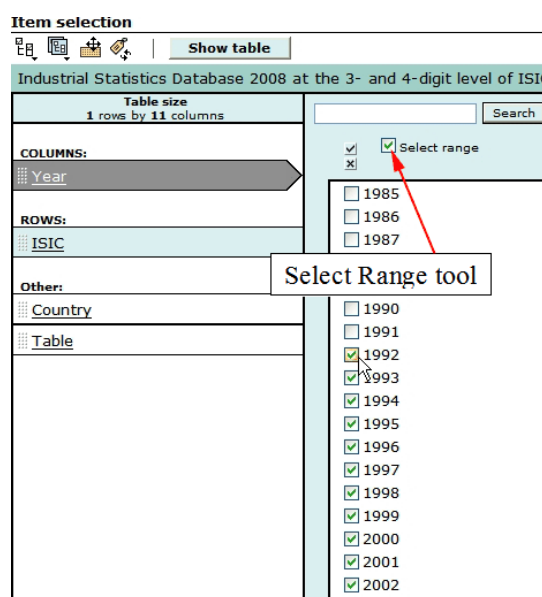 Item selection
Show table
Industrial Statistics Database 2008 at the 3- and 4-digit level of ISI
Table size
1 rows by 11 columns
Search
COLUMNS:
Select range
Year
1985
ROWS:
1986
ISIC
1987
Select Range tool
Other:
Country
1990
Table
1991
1992
1993
1994
1995
1996
1997
1998
1999
2000
2001
2002